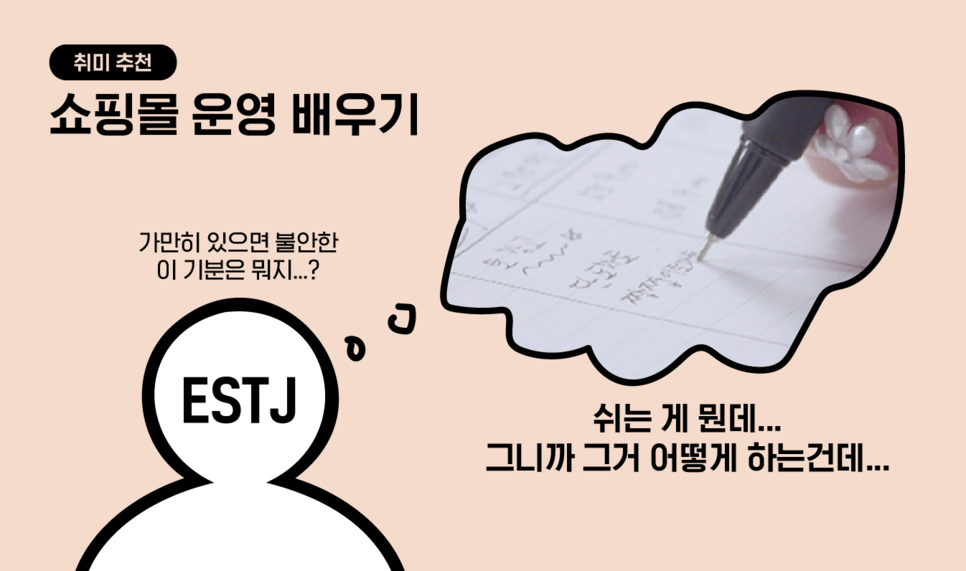 취미 추천
쇼핑몰 운영 배우기
가만히 있으면 불안한
이 기분은 뭐지...?
ESTJ
쉬는 게 뭔데...
그니까 그거 어떻게 하는건데...